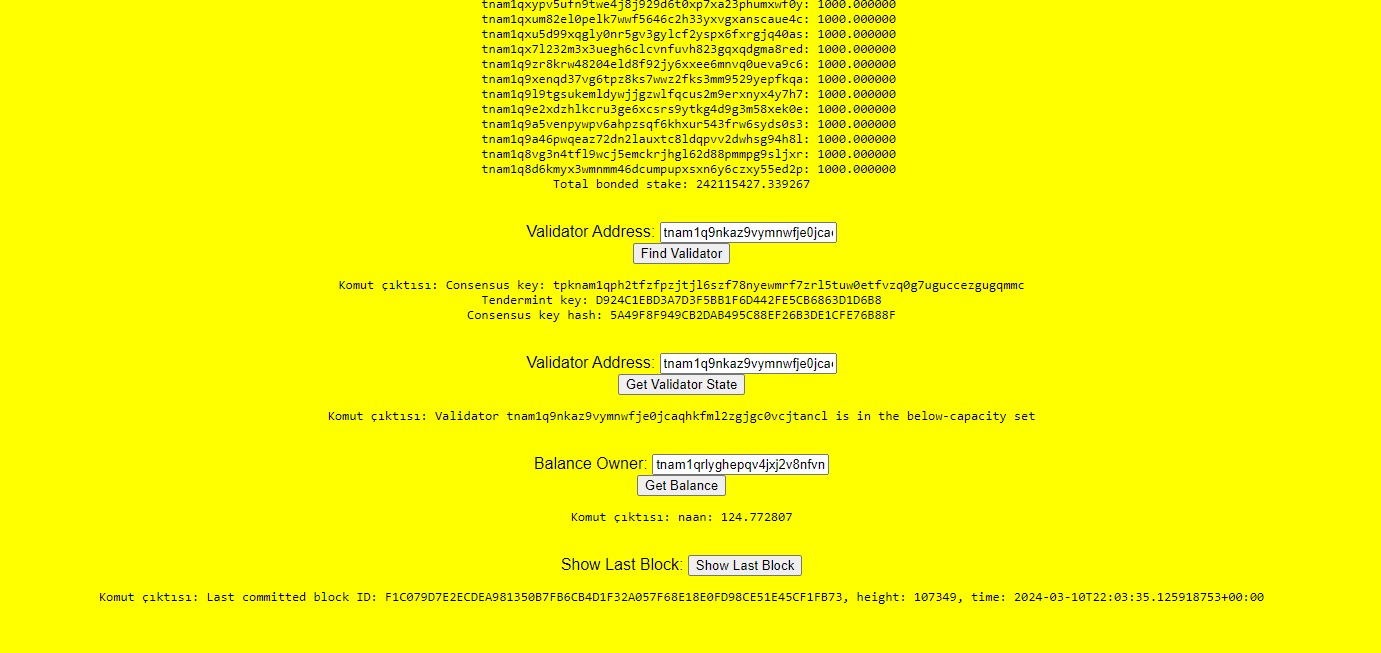 tnam1qxypv5ufn9twe4j8j929d6t0xp7xa23phumxwf0y: 1000.000000
tnam1qxum82el0pelk7wwf5646c2h33yxvgxanscaue4c: 1000.000000
tnam1qxu5d99xqgly0nr5gv3gylcf2yspx6fxrgjq40as: 1000.000000
tnam1qx7l232m3x3uegh6clcvnfuvh823gqxqdgma8red: 1000.000000
tnam1q9zr8krw48204eld8f92jy6xxee6mnvq0ueva9c6: 1000.000000
tnam1q9xenqd37vg6tpz8ks7wwz2fks3mm9529yepfkqa: 1000.000000
tnam1q9l9tgsukemldywjjgzwlfqcus2m9erxnyx4y7h7: 1000.000000
tnam1q9e2xdzhlkcru3ge6xcsrs9ytkg4d9g3m58xek0e: 1000.000000
tnam1q9a5venpywpv6ahpzsqf6khxur543frw6syds0s3: 1000.000000
tnam1q9a46pwqeaz72dn2lauxtc8ldqpvv2dwhsg94h8l: 1000.000000
tnam1q8vg3n4tfl9wcj5emckrjhgl62d88pmmpg9sljxr: 1000.000000
tnam1q8d6kmyx3wmnmm46dcumpupxsxn6y6czxy55ed2p: 1000.000000
Total bonded stake: 242115427.339267
Validator Address: tnam1q9nkaz9vymnwfje0jca
Find Validator
Komut çıktısı: Consensus key: tpknam1qph2tfzfpzjtjl6szf78nyewmrf7zrl5tuw0etfvzq0g7uguccezgugqmmc
Tendermint key: D924C1EBD3A7D3F5BB1F6D442FE5CB6863D1D6B8
Consensus key hash: 5A49F8F949CB2DAB495C88EF26B3DE1CFE76B88F
Validator Address: tnam1q9nkaz9vymnwfje0jca
Get Validator State
Komut çıktısı: Validator tnam1q9nkaz9vymnwfje0jcaqhkfml2zgjgc0vcjtancl is in the below-capacity set
Balance Owner: tnam1qrlyghepqv4jxj2v8nfvn
Get Balance
Komut çıktısı: naan: 124.772807
Show Last Block: Show Last Block
Komut çıktısı: Last committed block ID: F1C079D7E2ECDEA981350B7FB6CB4D1F32A057F68E18E0FD98CE51E45CF1FB73, height: 107349, time: 2024-03-10T22:03:35.125918753+00:00